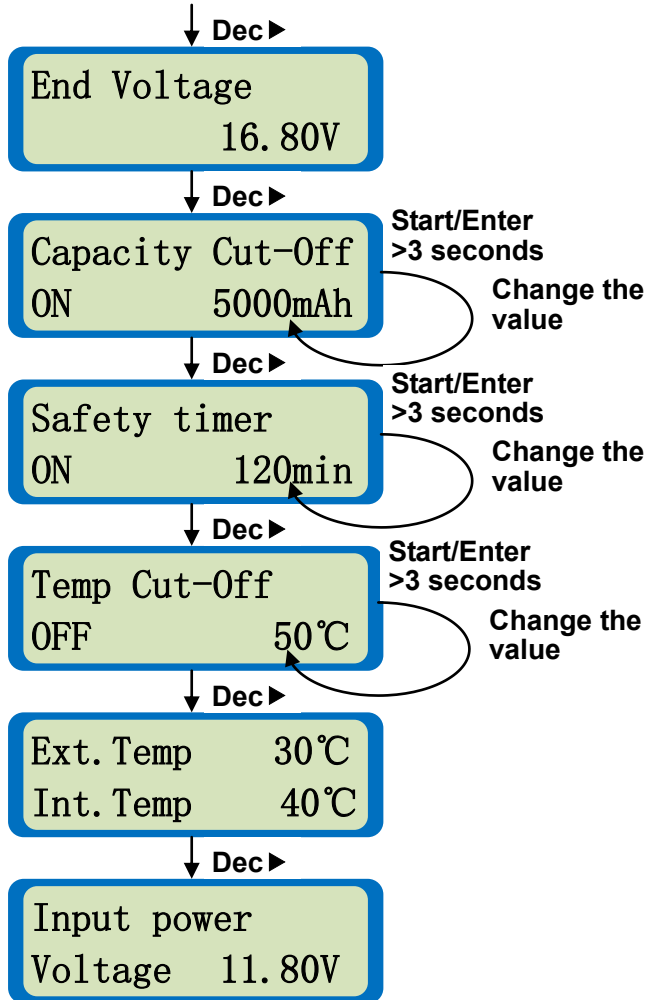 Dec▶
End Voltage
16.80V
Dec▶
Capacity Cut-Off
ON 5000mAh
Start/Enter
>3 seconds
Change the
value
Dec▶
Safety timer
ON 120min
Start/Enter
>3 seconds
Change the
value
Dec▶
Temp Cut-Off
OFF 50℃
Start/Enter
>3 seconds
Change the
value
Dec▶
Ext.Temp 30℃
Int.Temp 40℃
Dec▶
Input power
Voltage 11.80V